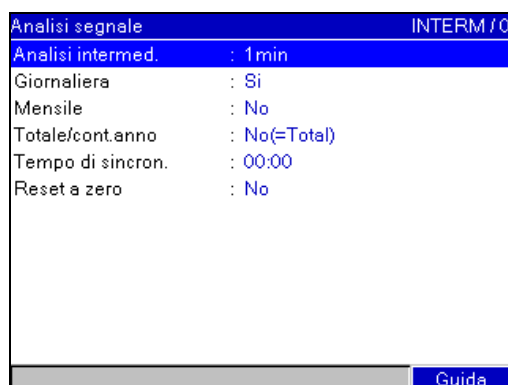 Analisi segnale INTERM / 0
Analisi intermed. : 1min
Giornaliera : Si
Mensile : No
Totale/cont.anno : No(=Total)
Tempo di sincron. : 00:00
Reset a zero : No
Guida